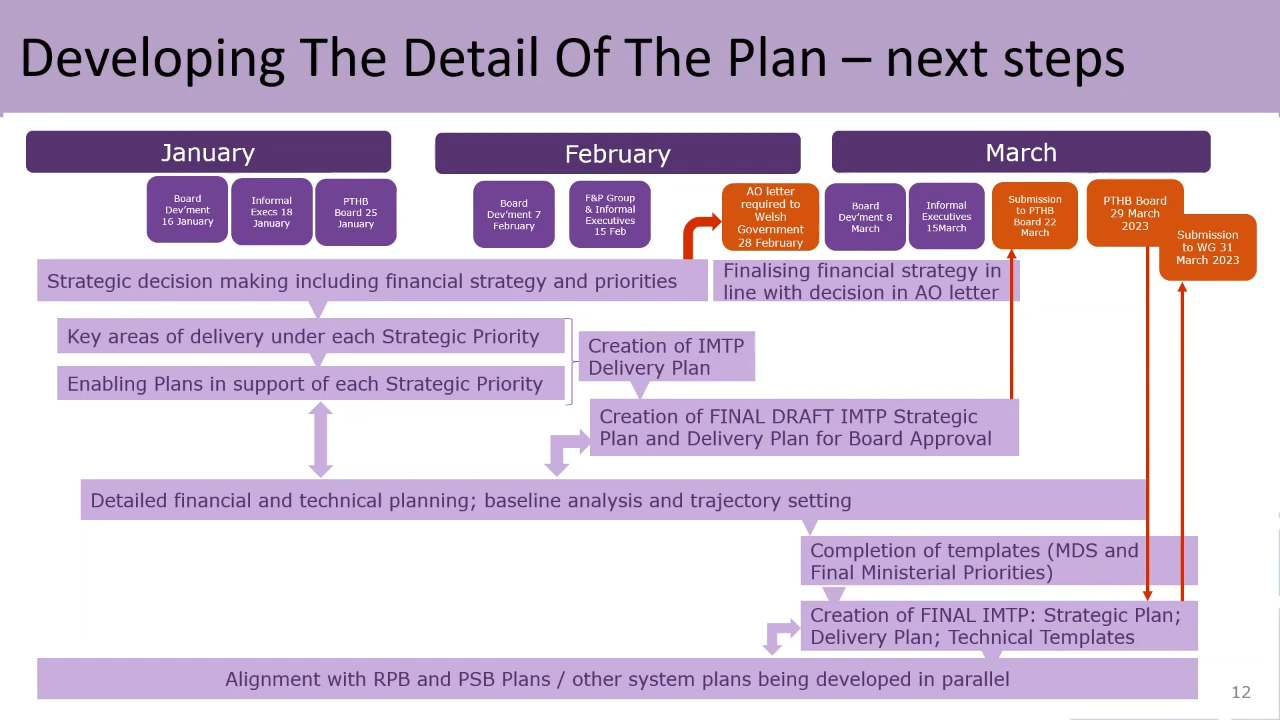 Developing The Detail Of The Plan – next steps
January
February
March
Board
Dev'ment
16 January
Informal
Execs 18
January
PTHB
Board 25
January
Board
Dev'ment 7
February
F&P Group
& Informal
Executives
15 Feb
AO letter
required to
Welsh
Government
28 February
Board
Dev'ment 8
March
Informal
Executives
15March
Submission
to PTHB
Board 22
March
PTHB Board
29 March
2023
Submission
to WG 31
March 2023
Strategic decision making including financial strategy and priorities
Finalising financial strategy in
line with decision in AO letter
Key areas of delivery under each Strategic Priority
Enabling Plans in support of each Strategic Priority
Creation of IMTP
Delivery Plan
Creation of FINAL DRAFT IMTP Strategic
Plan and Delivery Plan for Board Approval
Detailed financial and technical planning; baseline analysis and trajectory setting
Completion of templates (MDS and
Final Ministerial Priorities)
Creation of FINAL IMTP: Strategic Plan;
Delivery Plan; Technical Templates
Alignment with RPB and PSB Plans / other system plans being developed in parallel
12